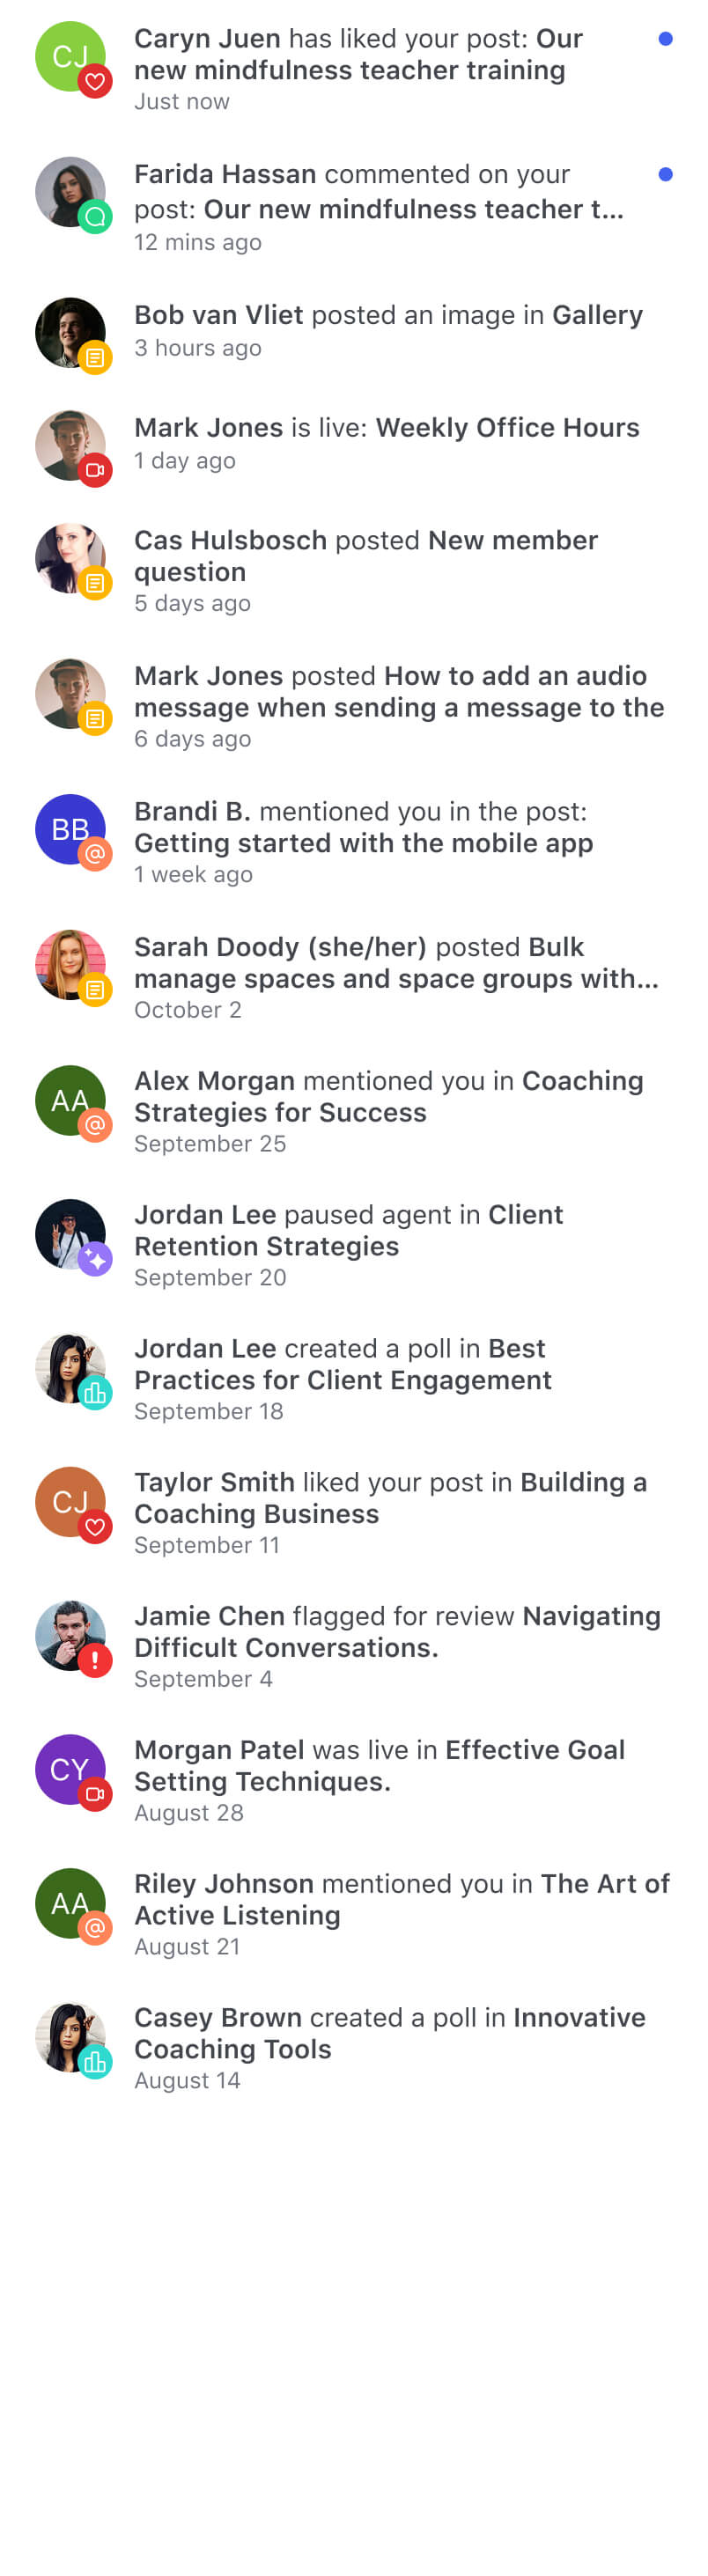 CJ
Caryn Juen has liked your post: Our
new mindfulness teacher training
Just now
Farida Hassan commented on your
post: Our new mindfulness teacher t...
12 mins ago
Bob van Vliet posted an image in Gallery
3 hours ago
Mark Jones is live: Weekly Office Hours
1 day ago
Cas Hulsbosch posted New member
question
5 days ago
Mark Jones posted How to add an audio
message when sending a message to the
6 days ago
BB
@
Brandi B. mentioned you in the post:
Getting started with the mobile app
1 week ago
Sarah Doody (she/her) posted Bulk
manage spaces and space groups with...
October 2
AA
@
Alex Morgan mentioned you in Coaching
Strategies for Success
September 25
Jordan Lee paused agent in Client
Retention Strategies
September 20
Jordan Lee created a poll in Best
Practices for Client Engagement
September 18
CJ
Taylor Smith liked your post in Building a
Coaching Business
September 11
!
Jamie Chen flagged for review Navigating
Difficult Conversations.
September 4
CY
Morgan Patel was live in Effective Goal
Setting Techniques.
August 28
AA
@
Riley Johnson mentioned you in The Art of
Active Listening
August 21
Casey Brown created a poll in Innovative
Coaching Tools
August 14